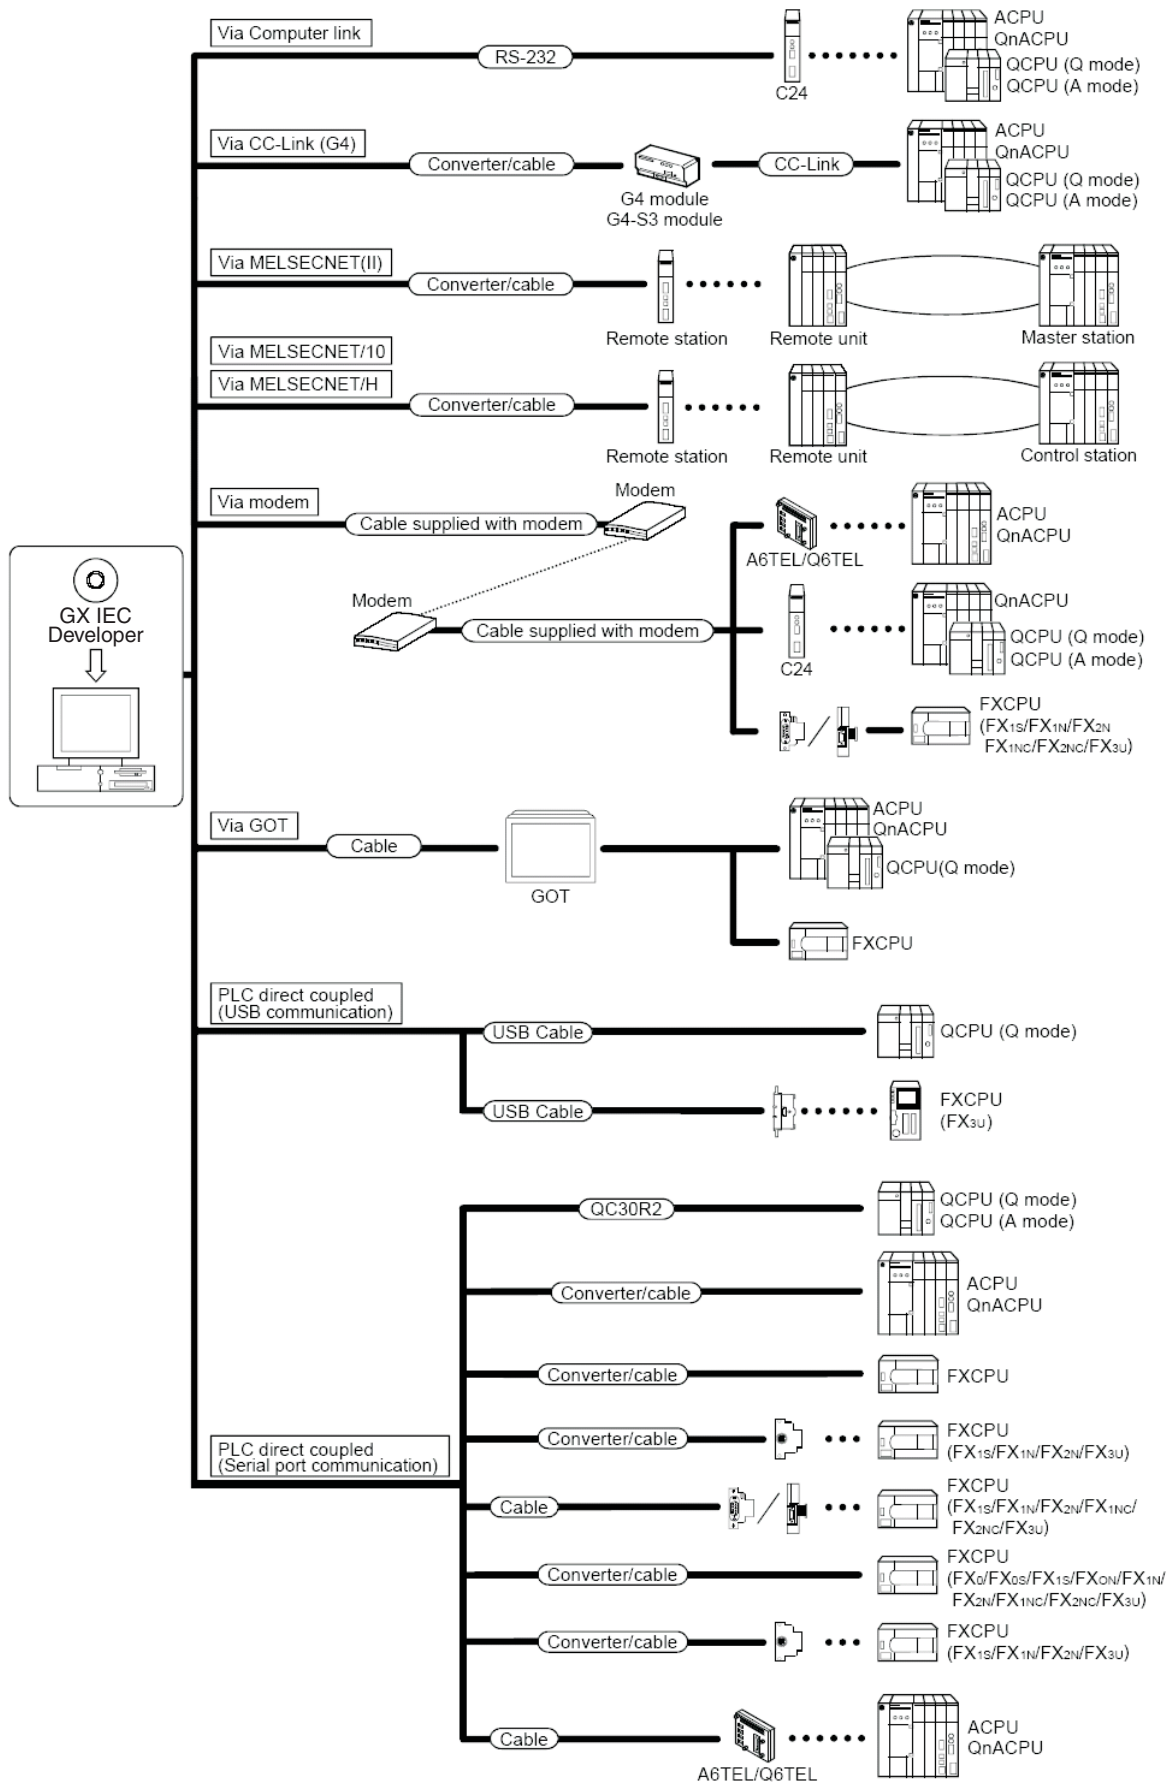 Via Computer link
RS-232
C24
ACPU
QnACPU
QCPU (Q mode)
QCPU (A mode)
Via CC-Link (G4)
Converter/cable
G4 module
G4-S3 module
CC-Link
ACPU
QnACPU
QCPU (Q mode)
QCPU (A mode)
Via MELSECNET(II)
Converter/cable
Remote station
Remote unit
Master station
Via MELSECNET/10
Via MELSECNET/H
Converter/cable
Remote station
Remote unit
Control station
Via modem
Cable supplied with modem
Modem
A6TEL/Q6TEL
ACPU
QnACPU
GX IEC
Developer
Modem
Cable supplied with modem
C24
QnACPU
QCPU (Q mode)
QCPU (A mode)
FXCPU
(FX1S/FX1N/FX2N
FX1NC/FX2NC/FX3U)
Via GOT
Cable
GOT
ACPU
QnACPU
QCPU(Q mode)
FXCPU
PLC direct coupled
(USB communication)
USB Cable
QCPU (Q mode)
USB Cable
FXCPU
(FX3U)
QC30R2
QCPU (Q mode)
QCPU (A mode)
Converter/cable
ACPU
QnACPU
Converter/cable
FXCPU
PLC direct coupled
(Serial port communication)
Converter/cable
FXCPU
(FX1S/FX1N/FX2N/FX3U)
Cable
FXCPU
(FX1S/FX1N/FX2N/FX1NC/
FX2NC/FX3U)
Converter/cable
FXCPU
(FX0/FX0S/FX1S/FXON/FX1N/
FX2N/FX1NC/FX2NC/FX3U)
Converter/cable
FXCPU
(FX1S/FX1N/FX2N/FX3U)
Cable
A6TEL/Q6TEL
ACPU
QnACPU